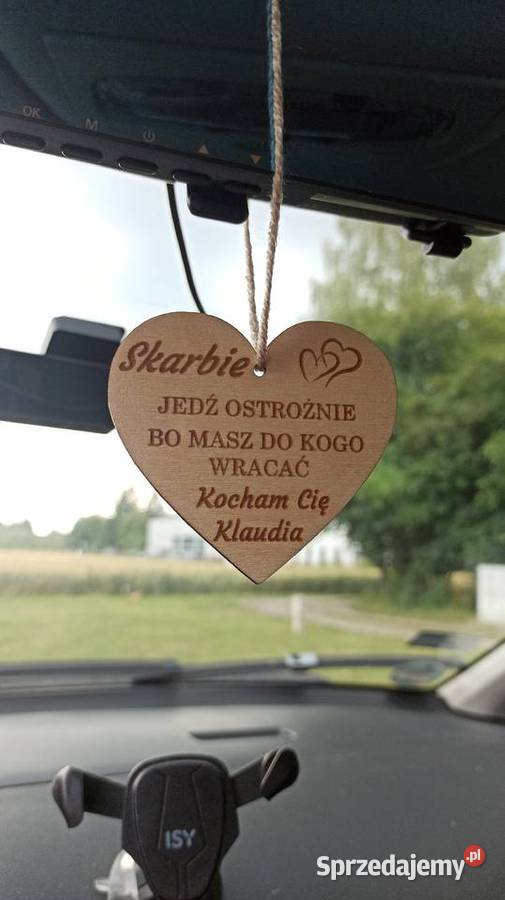 OK M
Skarbie
JEDŹ OSTROŻNIE
BO MASZ DO KOGO
WRACAĆ
Kocham Cię
Klaudia
ISY
Sprzedajemy.pl